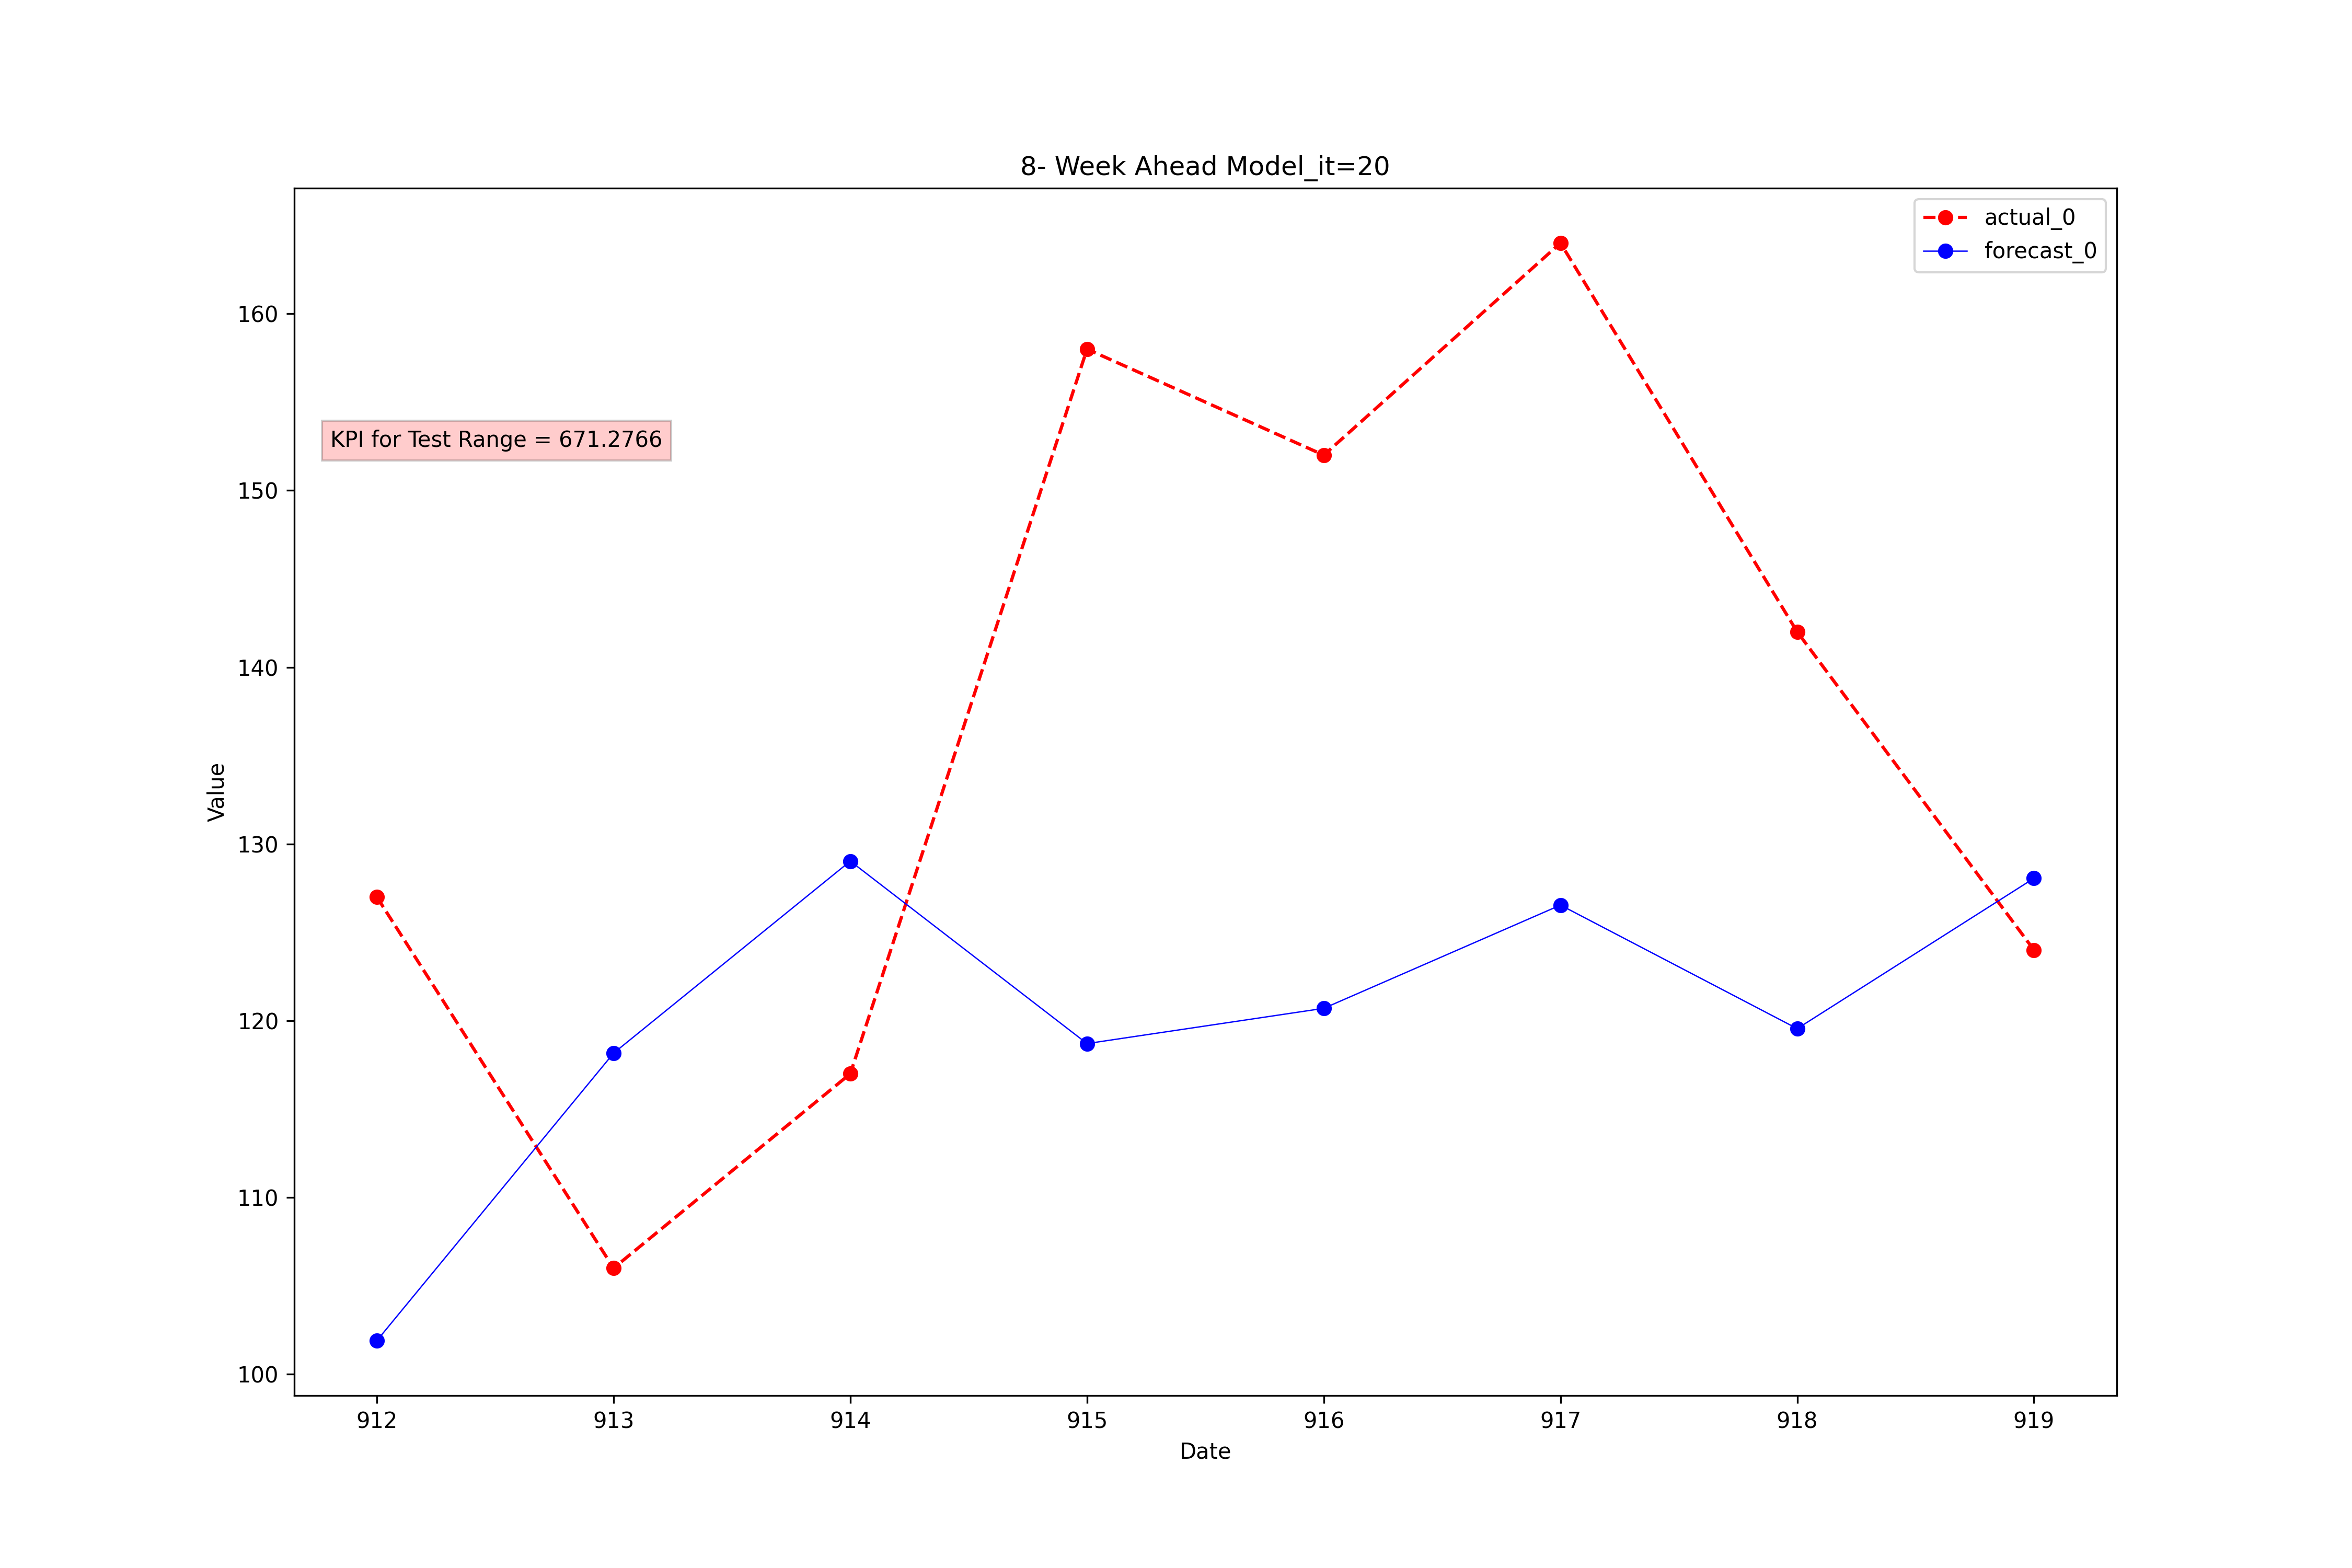 8- Week Ahead Model_it=20
actual_0
forecast_0
KPI for Test Range = 671.2766
160
150
140
130
120
110
100
Value
912 913 914 915 916 917 918 919
Date